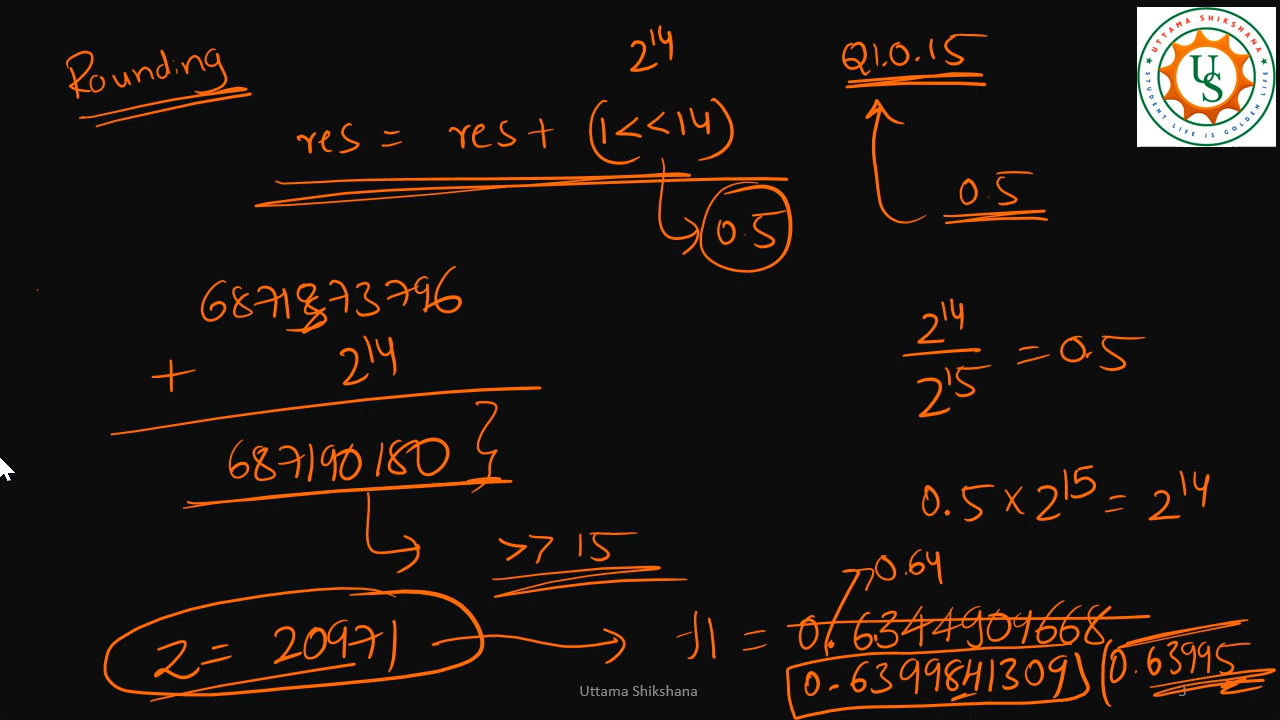 Rounding
2^14
Q1.0.15
UTTAMA SHIKSHANA
US
STUDENT LIFE IS GOLDEN LIFE
res = res + (1<<14)
0.5
0.5
6871873796
+ 2^14
687190180
2^14 / 2^15 = 0.5
0.5 × 2^15 = 2^14
>> 15
0.64
z = 20971
= 0.6344909668
0.6399841309
(0.63995
Uttama Shikshana